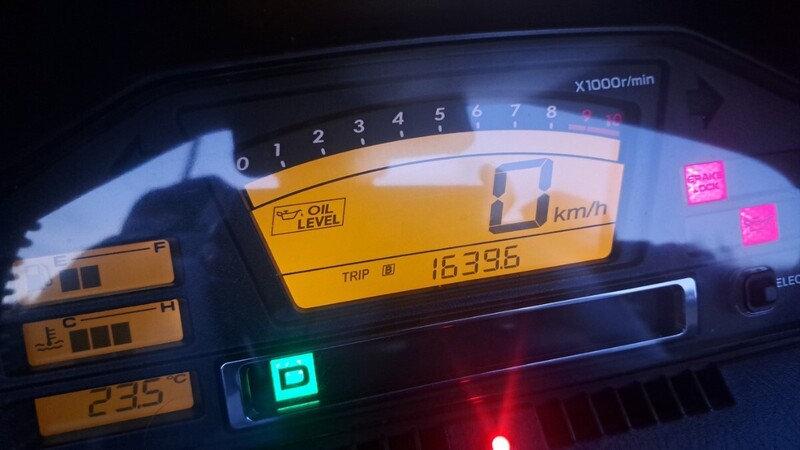 X1000r/min
0 1 2 3 4 5 6 7 8 9 10
OIL
LEVEL
0 km/h
TRIP B 1639.6
BRAKE
LOCK
E F
C H
23.5 °C
D